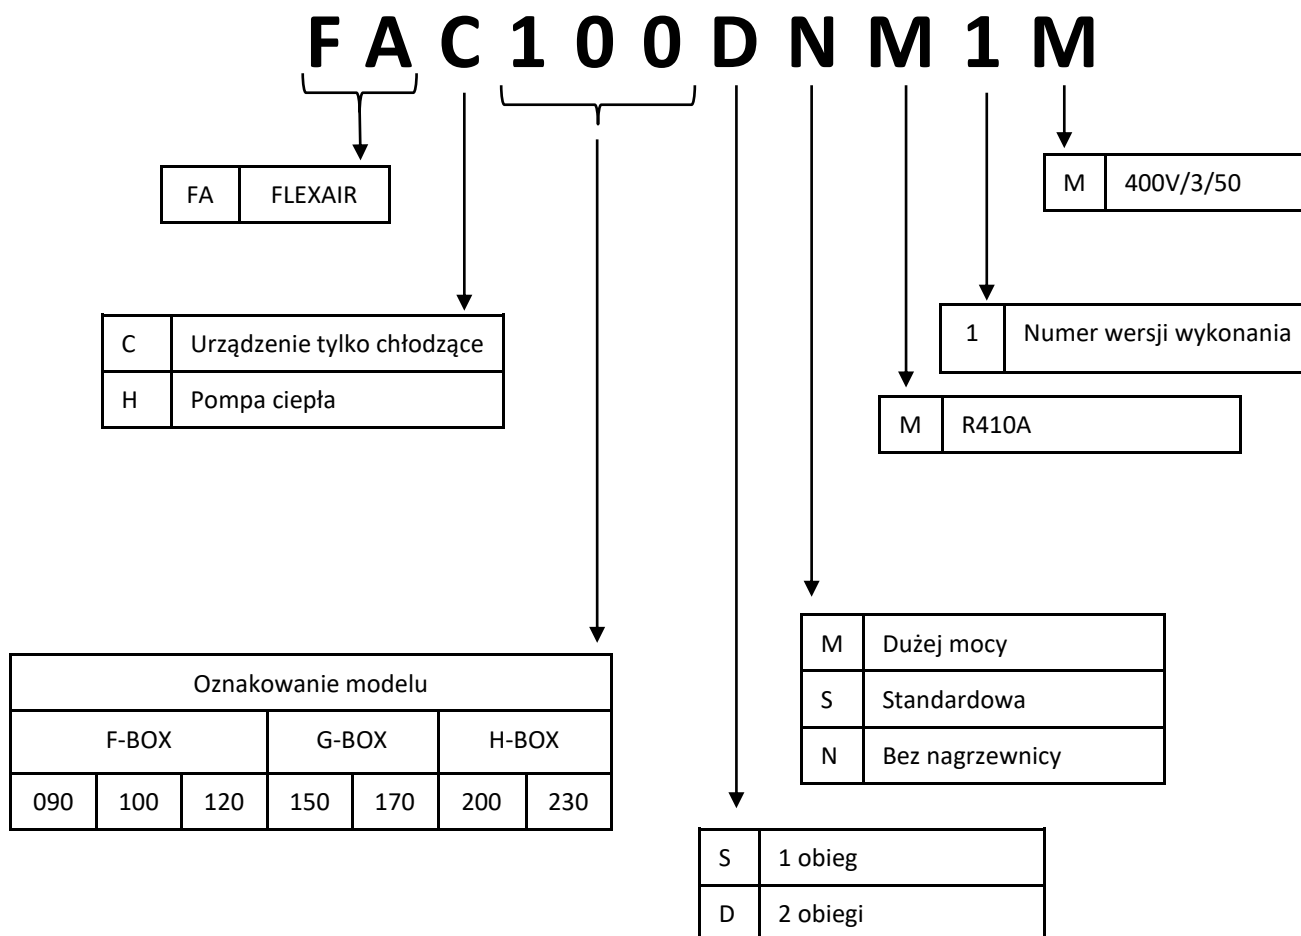 F A C 1 0 0 D N M 1 M
FA FLEXAIR
M 400V/3/50
C Urządzenie tylko chłodzące
H Pompa ciepła
1 Numer wersji wykonania
M R410A
M Dużej mocy
S Standardowa
N Bez nagrzewnicy
Oznakowanie modelu
F-BOX G-BOX H-BOX
090 100 120 150 170 200 230
S 1 obieg
D 2 obiegi